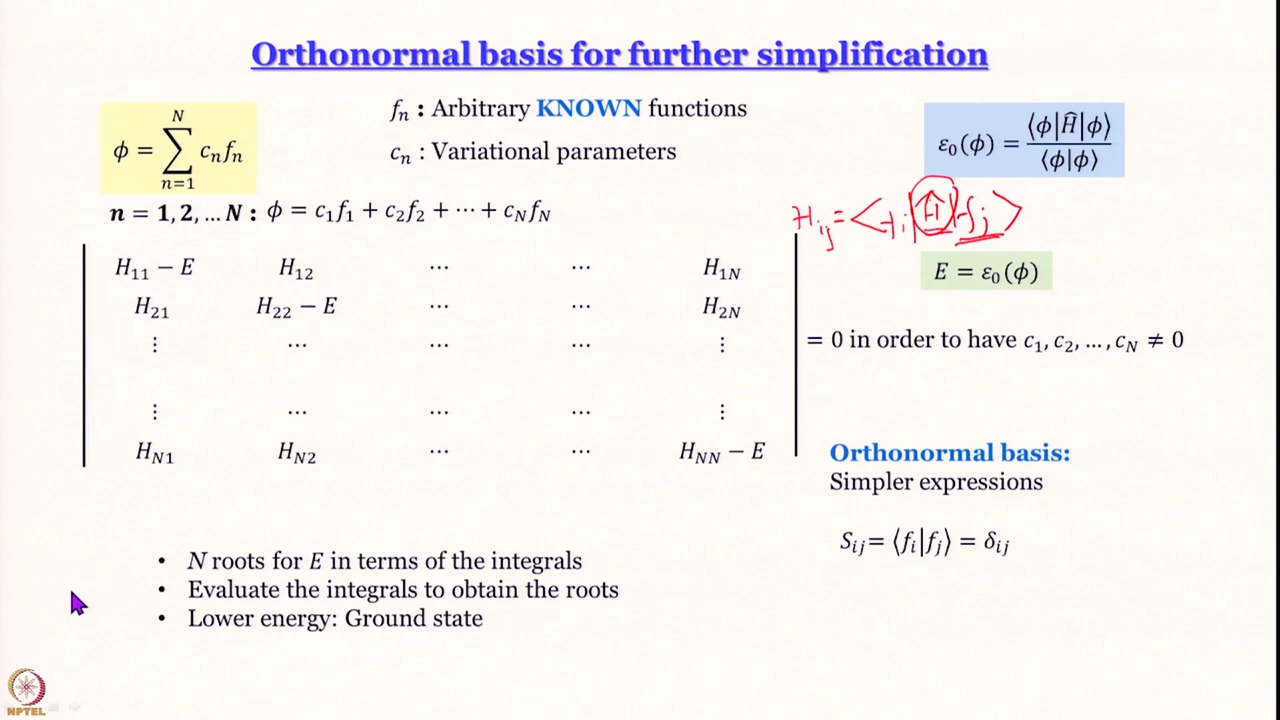 Orthonormal basis for further simplification
ϕ = ∑_{n=1}^{N} c_n f_n
f_n : Arbitrary KNOWN functions
c_n : Variational parameters
ε_0(ϕ) = ⟨ϕ|Ĥ|ϕ⟩ / ⟨ϕ|ϕ⟩
n = 1, 2, … N : ϕ = c_1f_1 + c_2f_2 + ⋯ + c_Nf_N
H_ij = <f_i|Ĥ|f_j>
H_11 − E H_12 ⋯ ⋯ H_1N
E = ε_0(ϕ)
H_21 H_22 − E ⋯ ⋯ H_2N
⋮ ⋯ ⋯ ⋯ ⋮
= 0 in order to have c_1, c_2, … , c_N ≠ 0
⋮ ⋯ ⋯ ⋯ ⋮
H_N1 H_N2 ⋯ ⋯ H_NN − E
Orthonormal basis:
Simpler expressions
S_ij = ⟨f_i|f_j⟩ = δ_ij
• N roots for E in terms of the integrals
• Evaluate the integrals to obtain the roots
• Lower energy: Ground state
NPTEL